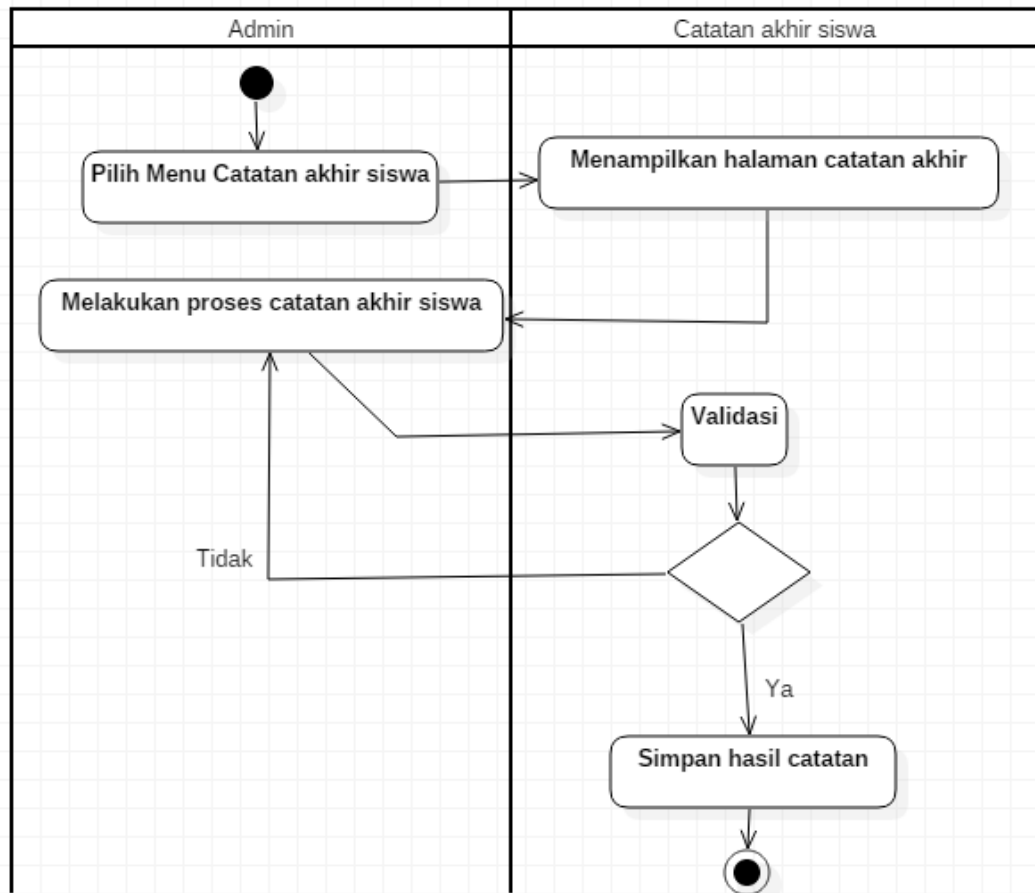 Admin
Catatan akhir siswa
Pilih Menu Catatan akhir siswa
Menampilkan halaman catatan akhir
Melakukan proses catatan akhir siswa
Validasi
Tidak
Ya
Simpan hasil catatan